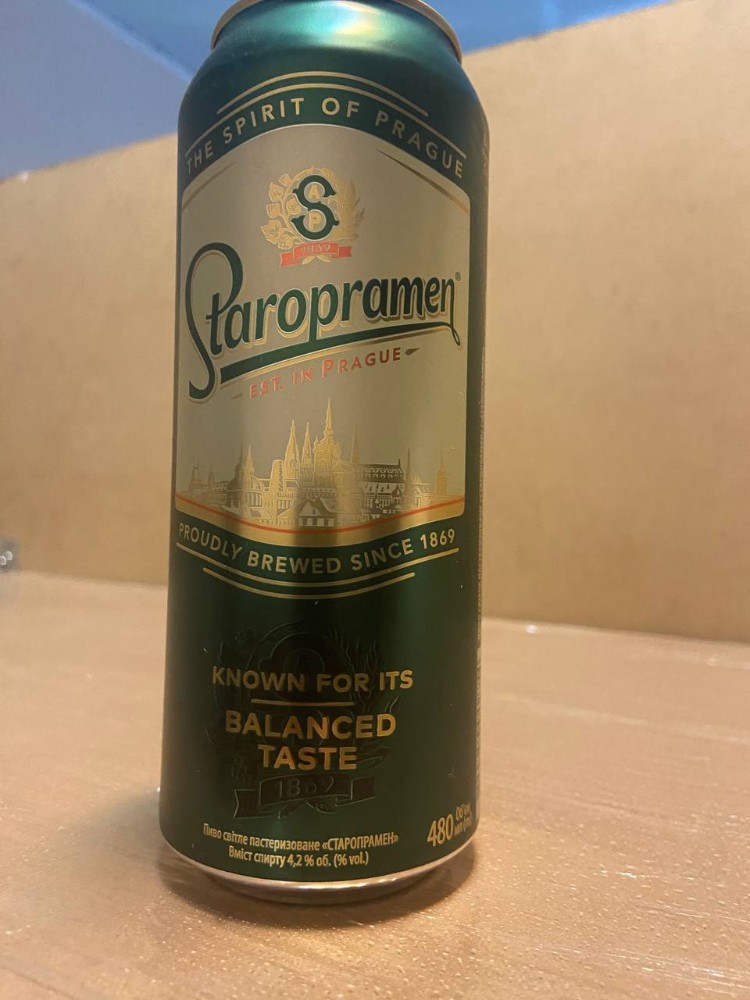 THE SPIRIT OF PRAGUE
S
1869
Staropramen®
EST. IN PRAGUE
PROUDLY BREWED SINCE 1869
KNOWN FOR ITS
BALANCED
TASTE
1869
Пиво світле пастеризоване «СТАРОПРАМЕН»
Вміст спирту 4,2 % об. (% vol.)
480